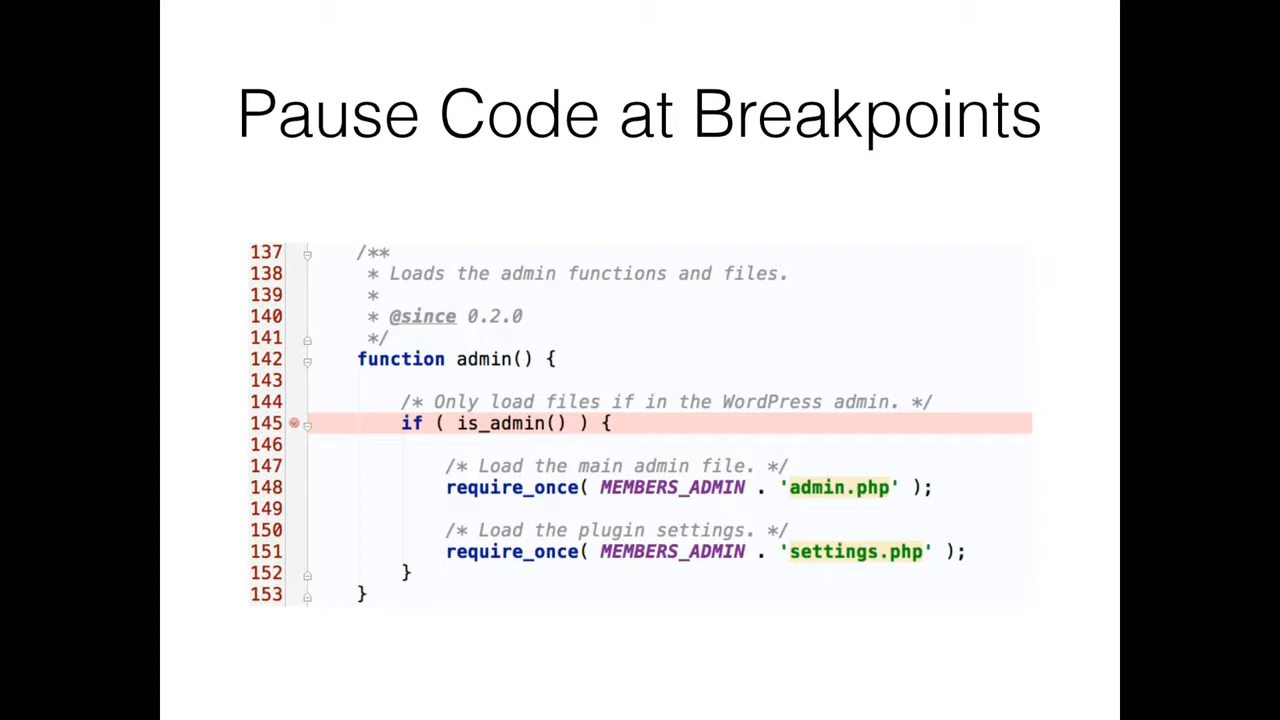 Pause Code at Breakpoints
137 /**
138 * Loads the admin functions and files.
139 *
140 * @since 0.2.0
141 */
142 function admin() {
143
144 /* Only load files if in the WordPress admin. */
145 if ( is_admin() ) {
146
147 /* Load the main admin file. */
148 require_once( MEMBERS_ADMIN . 'admin.php' );
149
150 /* Load the plugin settings. */
151 require_once( MEMBERS_ADMIN . 'settings.php' );
152 }
153 }